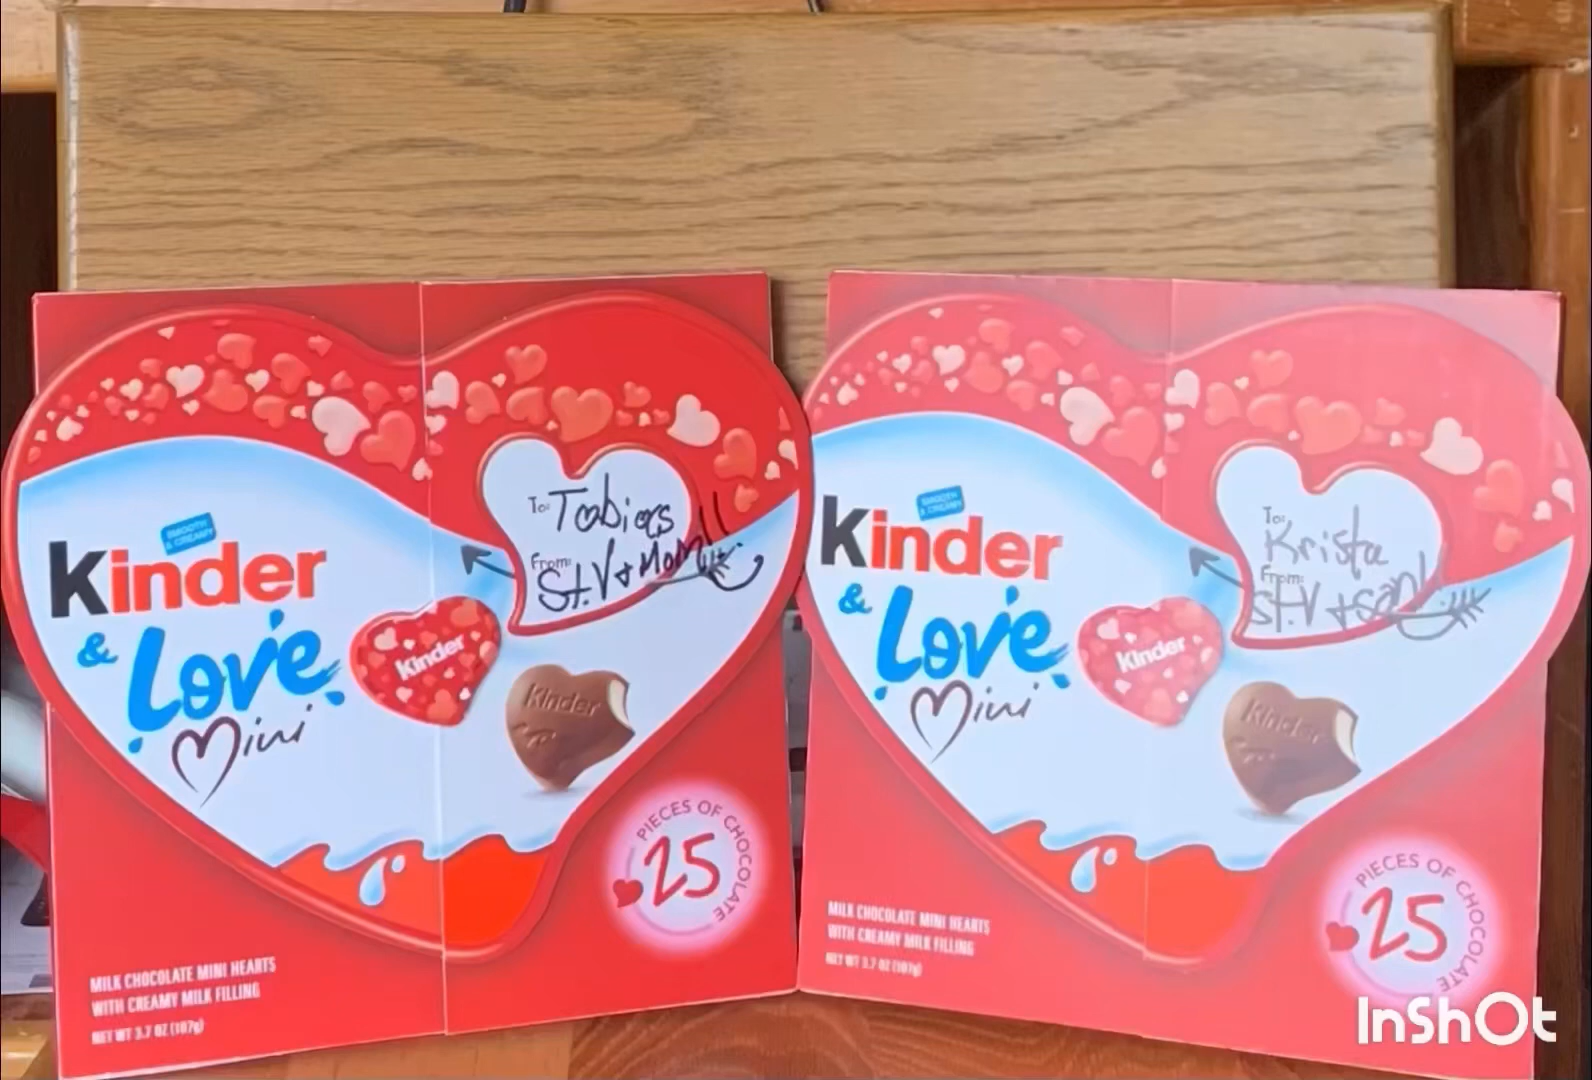 SMOOTH & CREAMY
Kinder
& Love
Mini
To: Tobias
From: St.V + Mom!!
Kinder
Kinder
25
PIECES OF CHOCOLATE
MILK CHOCOLATE MINI HEARTS
WITH CREAMY MILK FILLING
NET WT 3.7 OZ (107g)
SMOOTH & CREAMY
Kinder
& Love
Mini
To: Krista
From: St.V +
Kinder
Kinder
25
PIECES OF CHOCOLATE
MILK CHOCOLATE MINI HEARTS
WITH CREAMY MILK FILLING
NET WT 3.7 OZ (107g)
InShOt